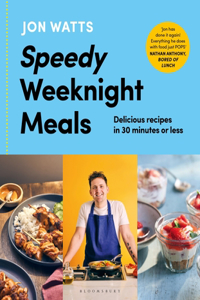 JON WATTS
Speedy
Weeknight
Meals
Delicious recipes
in 30 minutes or less
'Jon has
done it again!
Everything he does
with food just POPS!'
NATHAN ANTHONY,
BORED OF
LUNCH
BLOOMSBURY